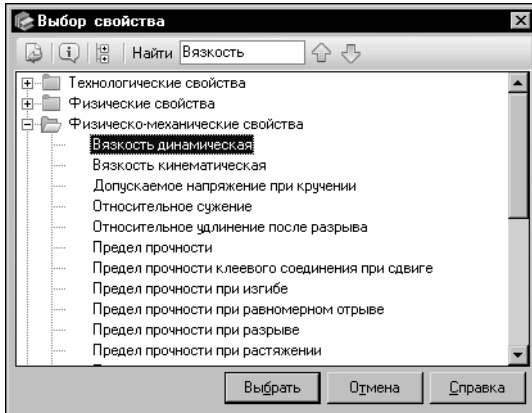 Выбор свойства
Найти Вязкость
Технологические свойства
Физические свойства
Физическо-механические свойства
Вязкость динамическая
Вязкость кинематическая
Допускаемое напряжение при кручении
Относительное сужение
Относительное удлинение после разрыва
Предел прочности
Предел прочности клеевого соединения при сдвиге
Предел прочности при изгибе
Предел прочности при равномерном отрыве
Предел прочности при разрыве
Предел прочности при растяжении
Выбрать Отмена Справка